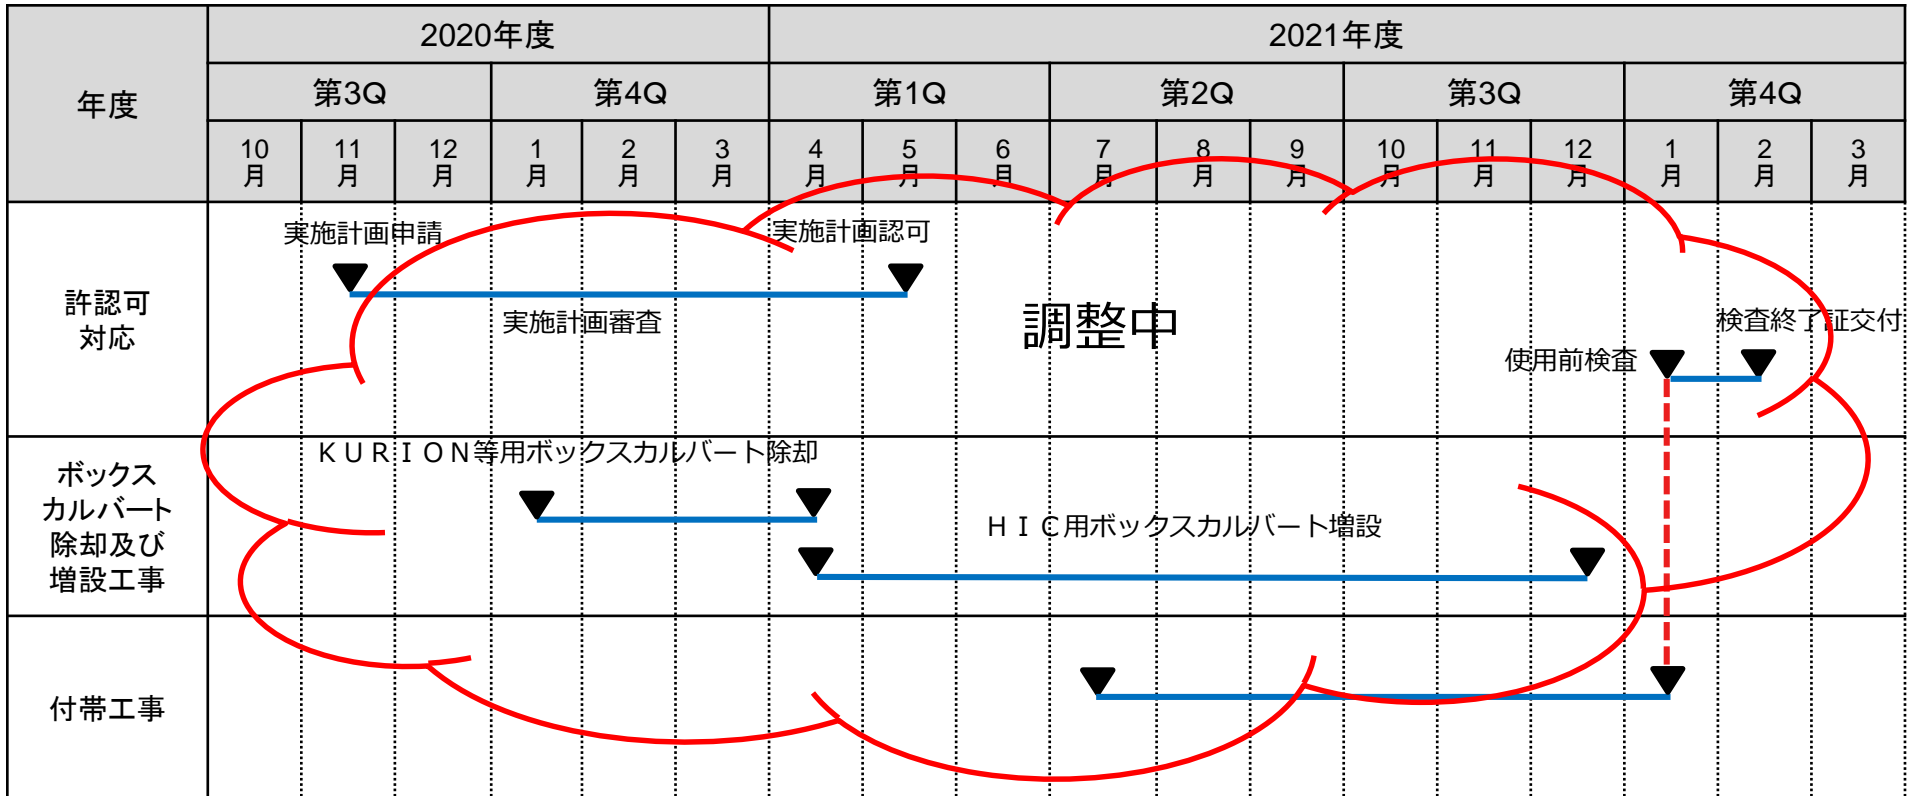 年度
2020年度
2021年度
第3Q
第4Q
第1Q
第2Q
第3Q
第4Q
10月
11月
12月
1月
2月
3月
4月
5月
6月
7月
8月
9月
10月
11月
12月
1月
2月
3月
許認可
対応
実施計画申請
実施計画認可
実施計画審査
調整中
検査終了証交付
使用前検査
ボックス
カルバート
除却及び
増設工事
ＫＵＲＩＯＮ等用ボックスカルバート除却
ＨＩＣ用ボックスカルバート増設
付帯工事